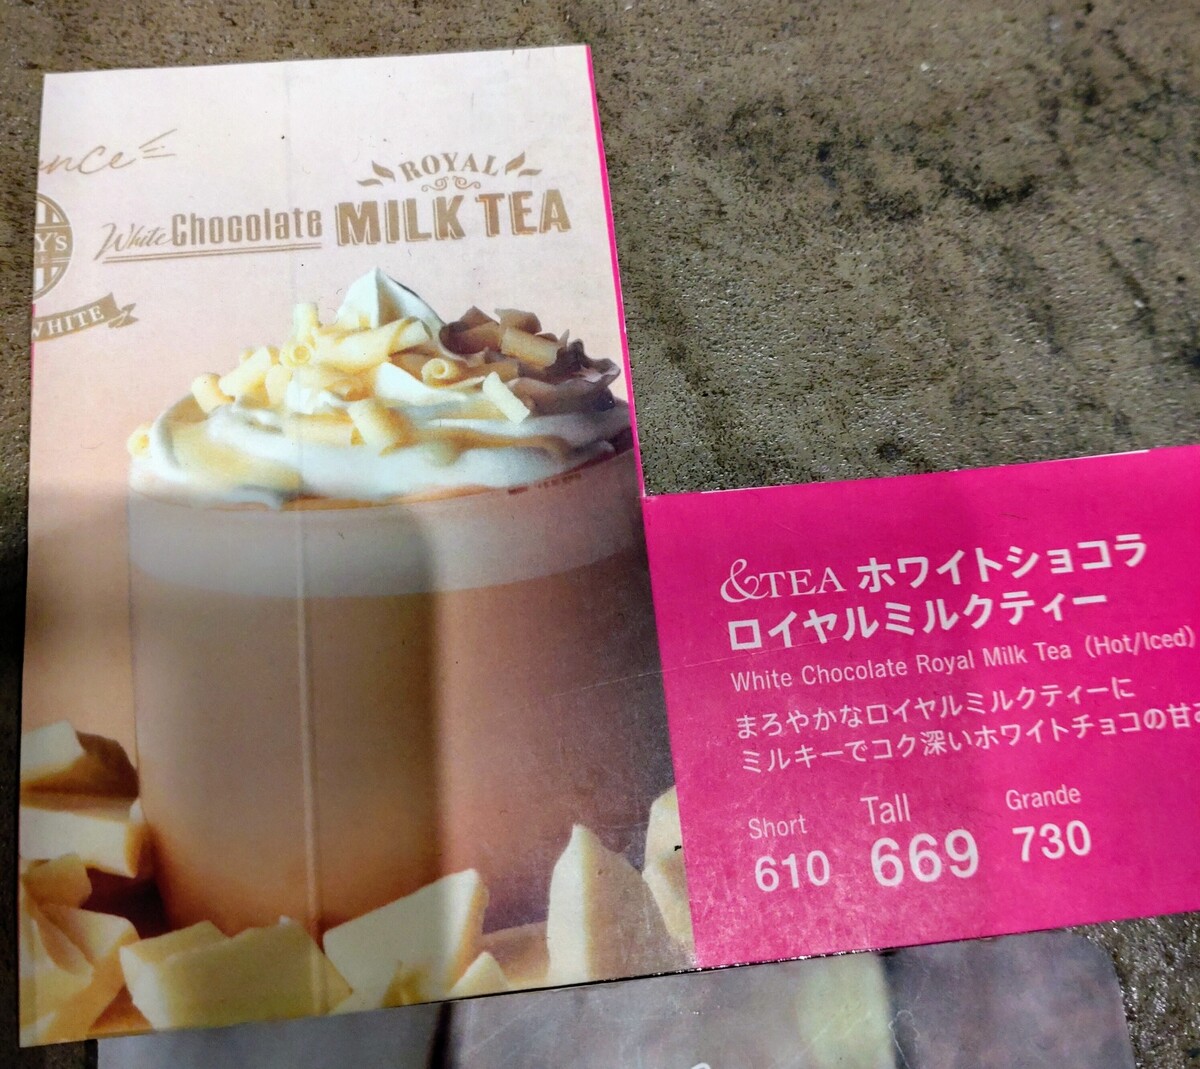 ROYAL
White Chocolate MILK TEA
WHITE
&TEA ホワイトショコラ
ロイヤルミルクティー
White Chocolate Royal Milk Tea (Hot/Iced)
まろやかなロイヤルミルクティーに
ミルキーでコク深いホワイトチョコの甘さ
Short Tall Grande
610 669 730